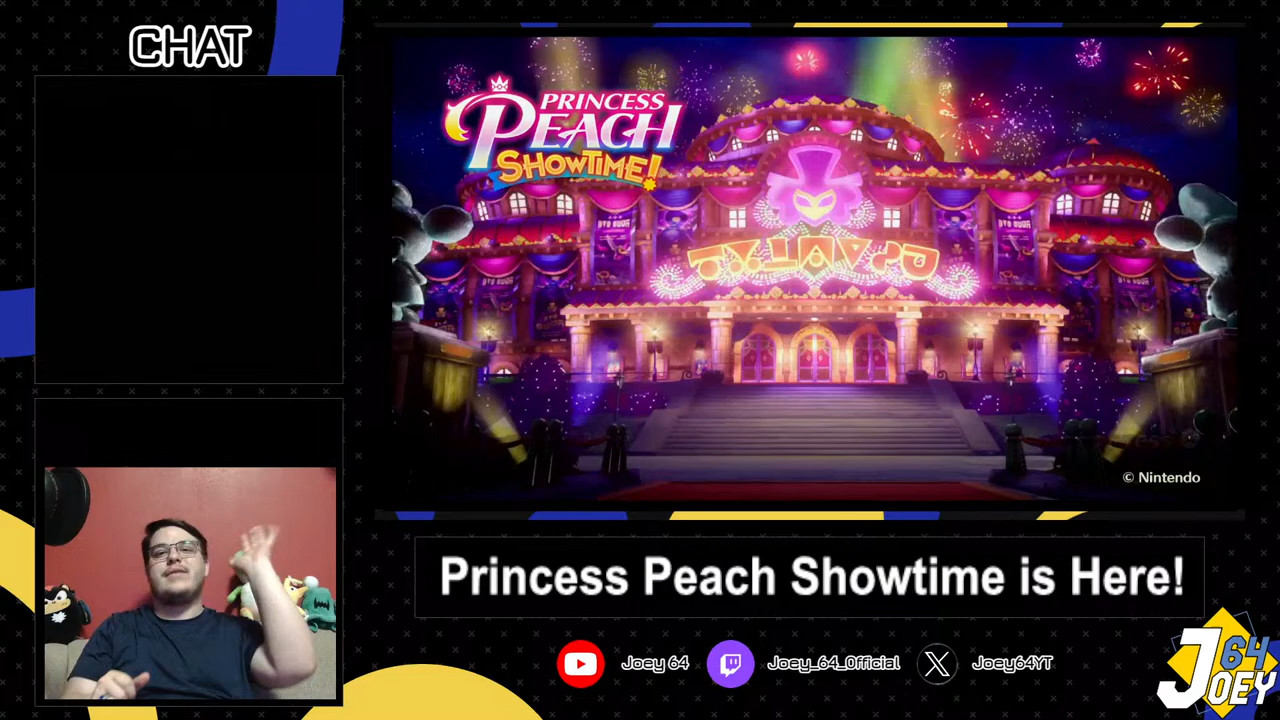 CHAT
PRINCESS
PEACH
SHOWTIME!
© Nintendo
Princess Peach Showtime is Here!
Joey 64
Joey_64_Official
Joey64YT
64
JOEY